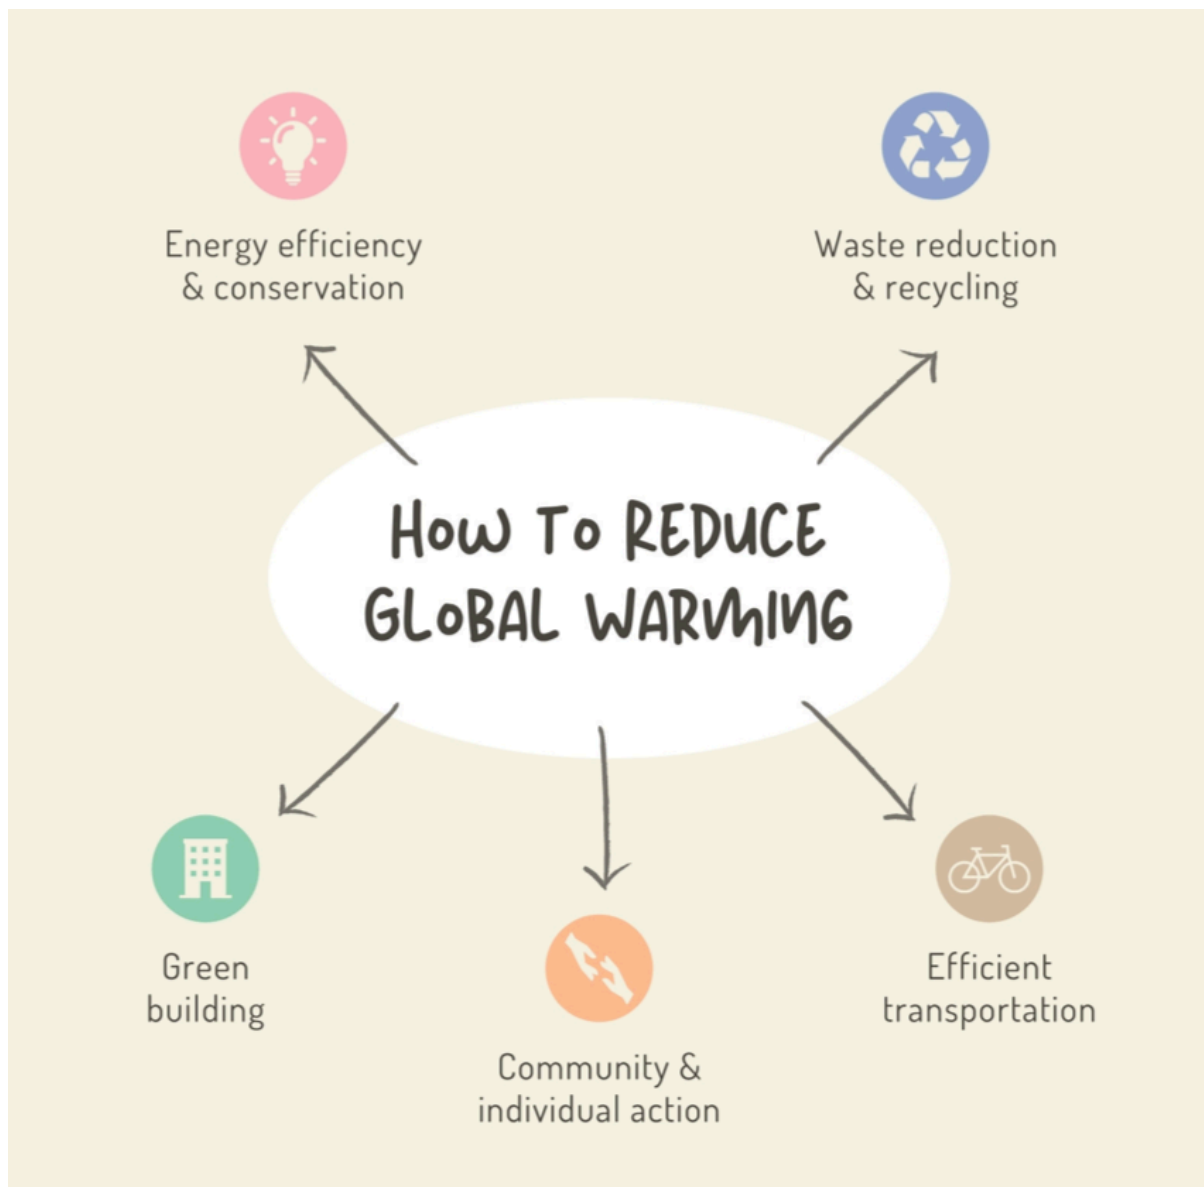 Energy efficiency
& conservation
Waste reduction
& recycling
HOW TO REDUCE
GLOBAL WARMING
Green
building
Community &
individual action
Efficient
transportation